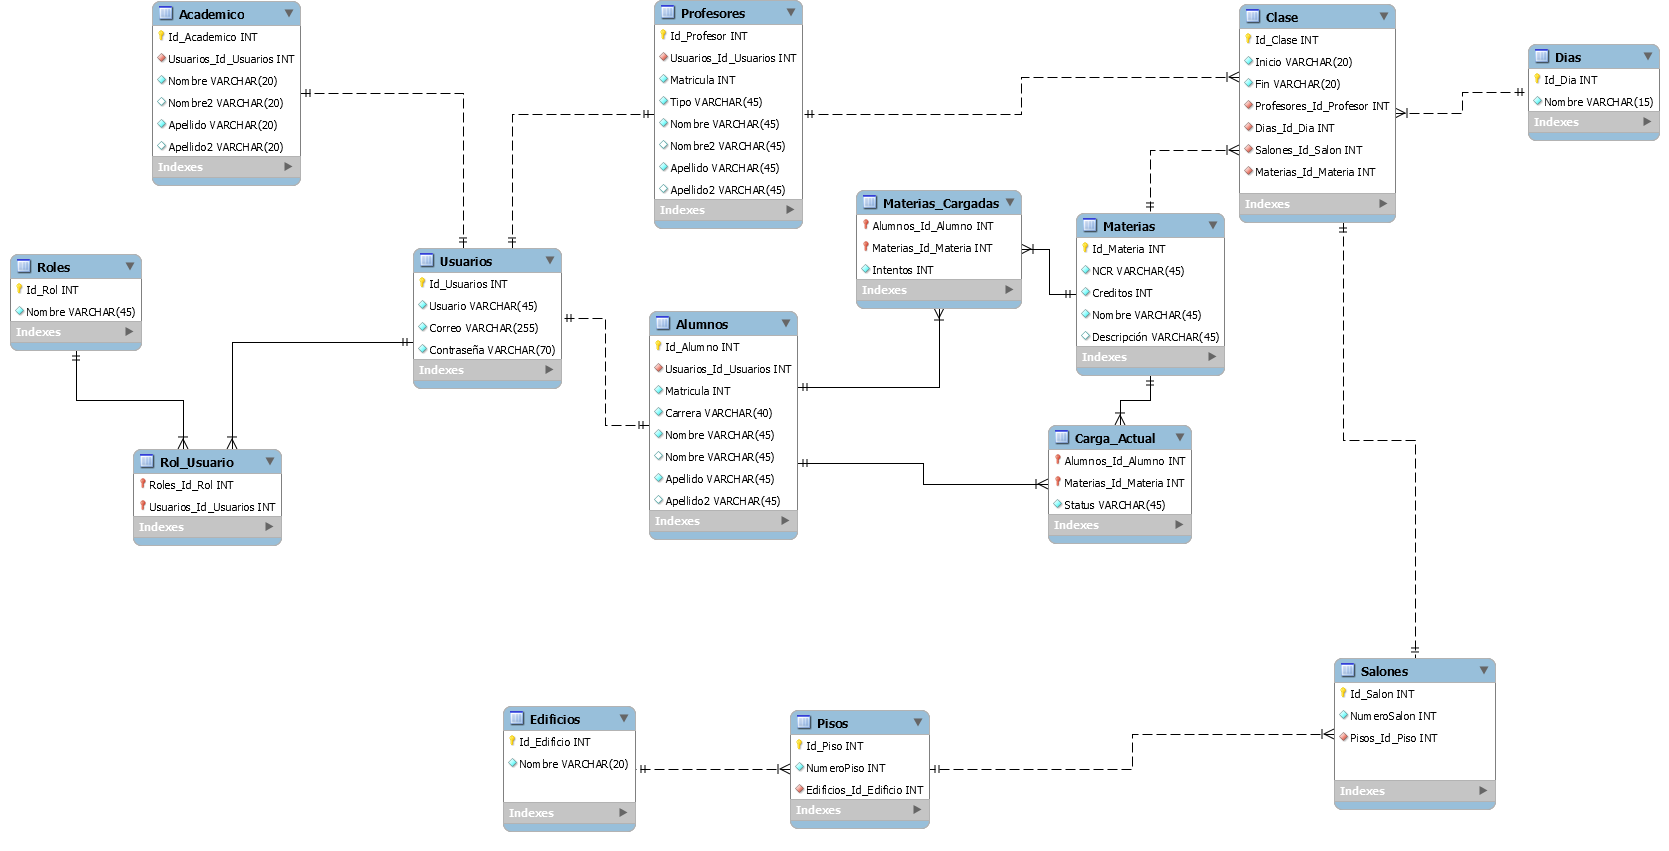 Academico
Id_Academico INT
Usuarios_Id_Usuarios INT
Nombre VARCHAR(20)
Nombre2 VARCHAR(20)
Apellido VARCHAR(20)
Apellido2 VARCHAR(20)
Indexes
Profesores
Id_Profesor INT
Usuarios_Id_Usuarios INT
Matricula INT
Tipo VARCHAR(45)
Nombre VARCHAR(45)
Nombre2 VARCHAR(45)
Apellido VARCHAR(45)
Apellido2 VARCHAR(45)
Indexes
Clase
Id_Clase INT
Inicio VARCHAR(20)
Fin VARCHAR(20)
Profesores_Id_Profesor INT
Dias_Id_Dia INT
Salones_Id_Salon INT
Materias_Id_Materia INT
Indexes
Dias
Id_Dia INT
Nombre VARCHAR(15)
Indexes
Materias_Cargadas
Alumnos_Id_Alumno INT
Materias_Id_Materia INT
Intentos INT
Indexes
Materias
Id_Materia INT
NCR VARCHAR(45)
Creditos INT
Nombre VARCHAR(45)
Descripción VARCHAR(45)
Indexes
Roles
Id_Rol INT
Nombre VARCHAR(45)
Indexes
Usuarios
Id_Usuarios INT
Usuario VARCHAR(45)
Correo VARCHAR(255)
Contraseña VARCHAR(70)
Indexes
Alumnos
Id_Alumno INT
Usuarios_Id_Usuarios INT
Matricula INT
Carrera VARCHAR(40)
Nombre VARCHAR(45)
Nombre VARCHAR(45)
Apellido VARCHAR(45)
Apellido2 VARCHAR(45)
Indexes
Rol_Usuario
Roles_Id_Rol INT
Usuarios_Id_Usuarios INT
Indexes
Carga_Actual
Alumnos_Id_Alumno INT
Materias_Id_Materia INT
Status VARCHAR(45)
Indexes
Edificios
Id_Edificio INT
Nombre VARCHAR(20)
Indexes
Pisos
Id_Piso INT
NumeroPiso INT
Edificios_Id_Edificio INT
Indexes
Salones
Id_Salon INT
NumeroSalon INT
Pisos_Id_Piso INT
Indexes